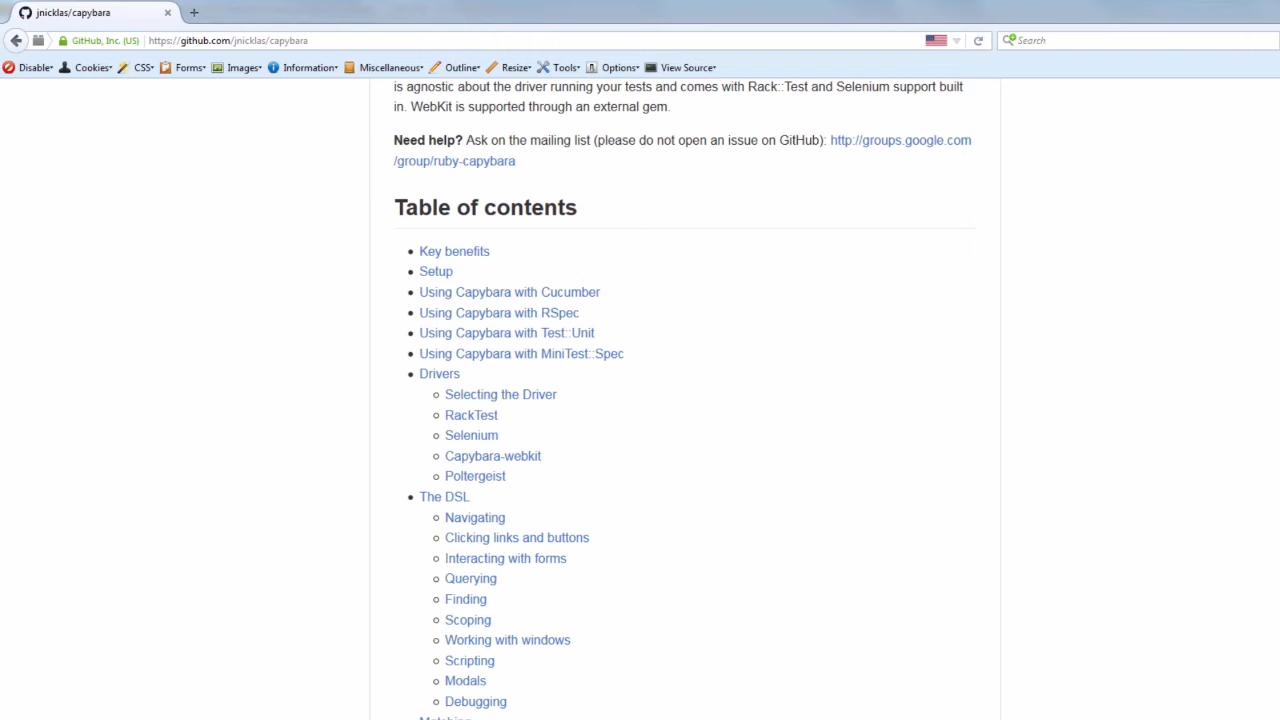 jnicklas/capybara
GitHub, Inc. (US) https://github.com/jnicklas/capybara Search
Disable Cookies CSS Forms Images Information Miscellaneous Outline Resize Tools Options View Source
is agnostic about the driver running your tests and comes with Rack::Test and Selenium support built
in. WebKit is supported through an external gem.
Need help? Ask on the mailing list (please do not open an issue on GitHub): http://groups.google.com
/group/ruby-capybara
Table of contents
Key benefits
Setup
Using Capybara with Cucumber
Using Capybara with RSpec
Using Capybara with Test::Unit
Using Capybara with MiniTest::Spec
Drivers
Selecting the Driver
RackTest
Selenium
Capybara-webkit
Poltergeist
The DSL
Navigating
Clicking links and buttons
Interacting with forms
Querying
Finding
Scoping
Working with windows
Scripting
Modals
Debugging
Matching